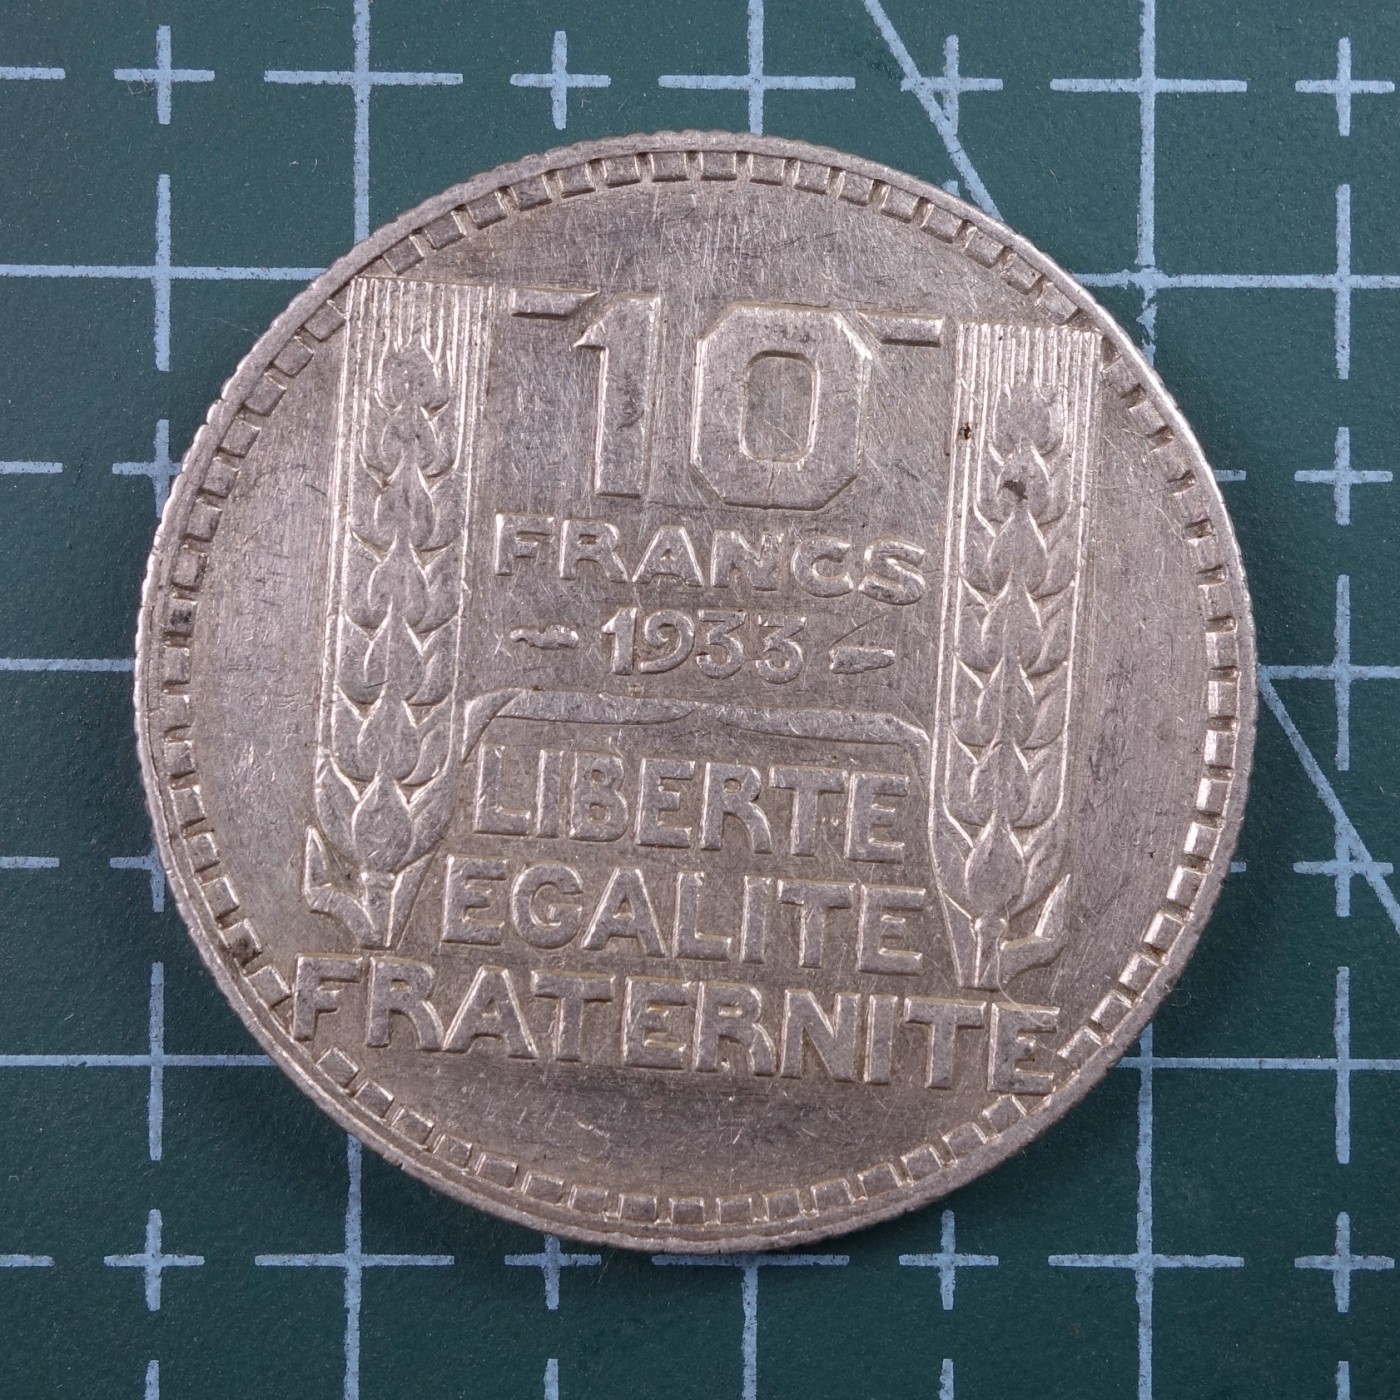 10
FRANCS
1933
LIBERTE
EGALITE
FRATERNITE